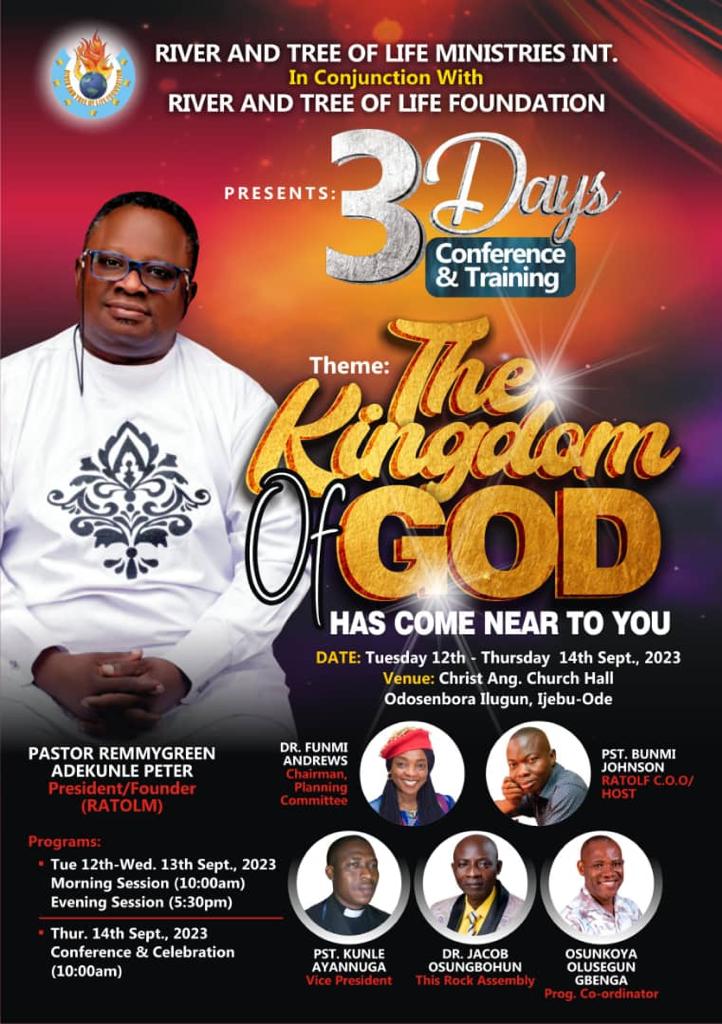 RIVER AND TREE OF LIFE MINISTRIES INT.
In Conjunction With
RIVER AND TREE OF LIFE FOUNDATION
PRESENTS:
3 Days
Conference
& Training
Theme:
The
Kingdom
Of GOD
HAS COME NEAR TO YOU
DATE: Tuesday 12th - Thursday 14th Sept., 2023
Venue: Christ Ang. Church Hall
Odosenbora Ilugun, Ijebu-Ode
PASTOR REMMYGREEN
ADEKUNLE PETER
President/Founder
(RATOLM)
DR. FUNMI
ANDREWS
Chairman,
Planning
Committee
PST. BUNMI
JOHNSON
RATOLF C.O.O/
HOST
Programs:
Tue 12th-Wed. 13th Sept., 2023
Morning Session (10:00am)
Evening Session (5:30pm)
Thur. 14th Sept., 2023
Conference & Celebration
(10:00am)
PST. KUNLE
AYANNUGA
Vice President
DR. JACOB
OSUNGBOHUN
This Rock Assembly
OSUNKOYA
OLUSEGUN
GBENGA
Prog. Co-ordinator